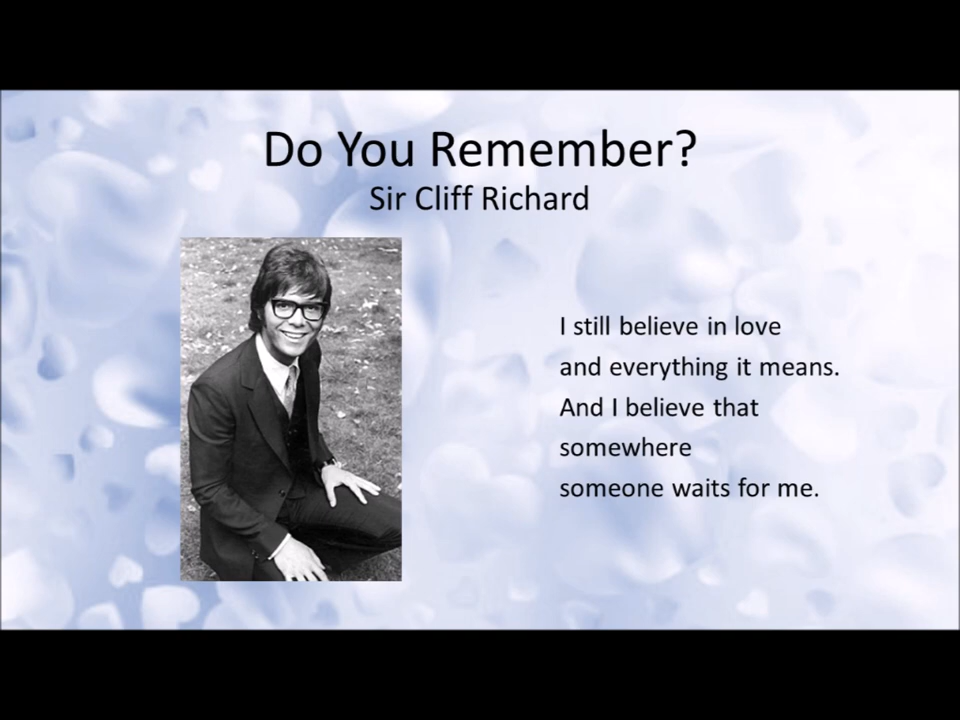 Do You Remember?
Sir Cliff Richard
I still believe in love
and everything it means.
And I believe that
somewhere
someone waits for me.